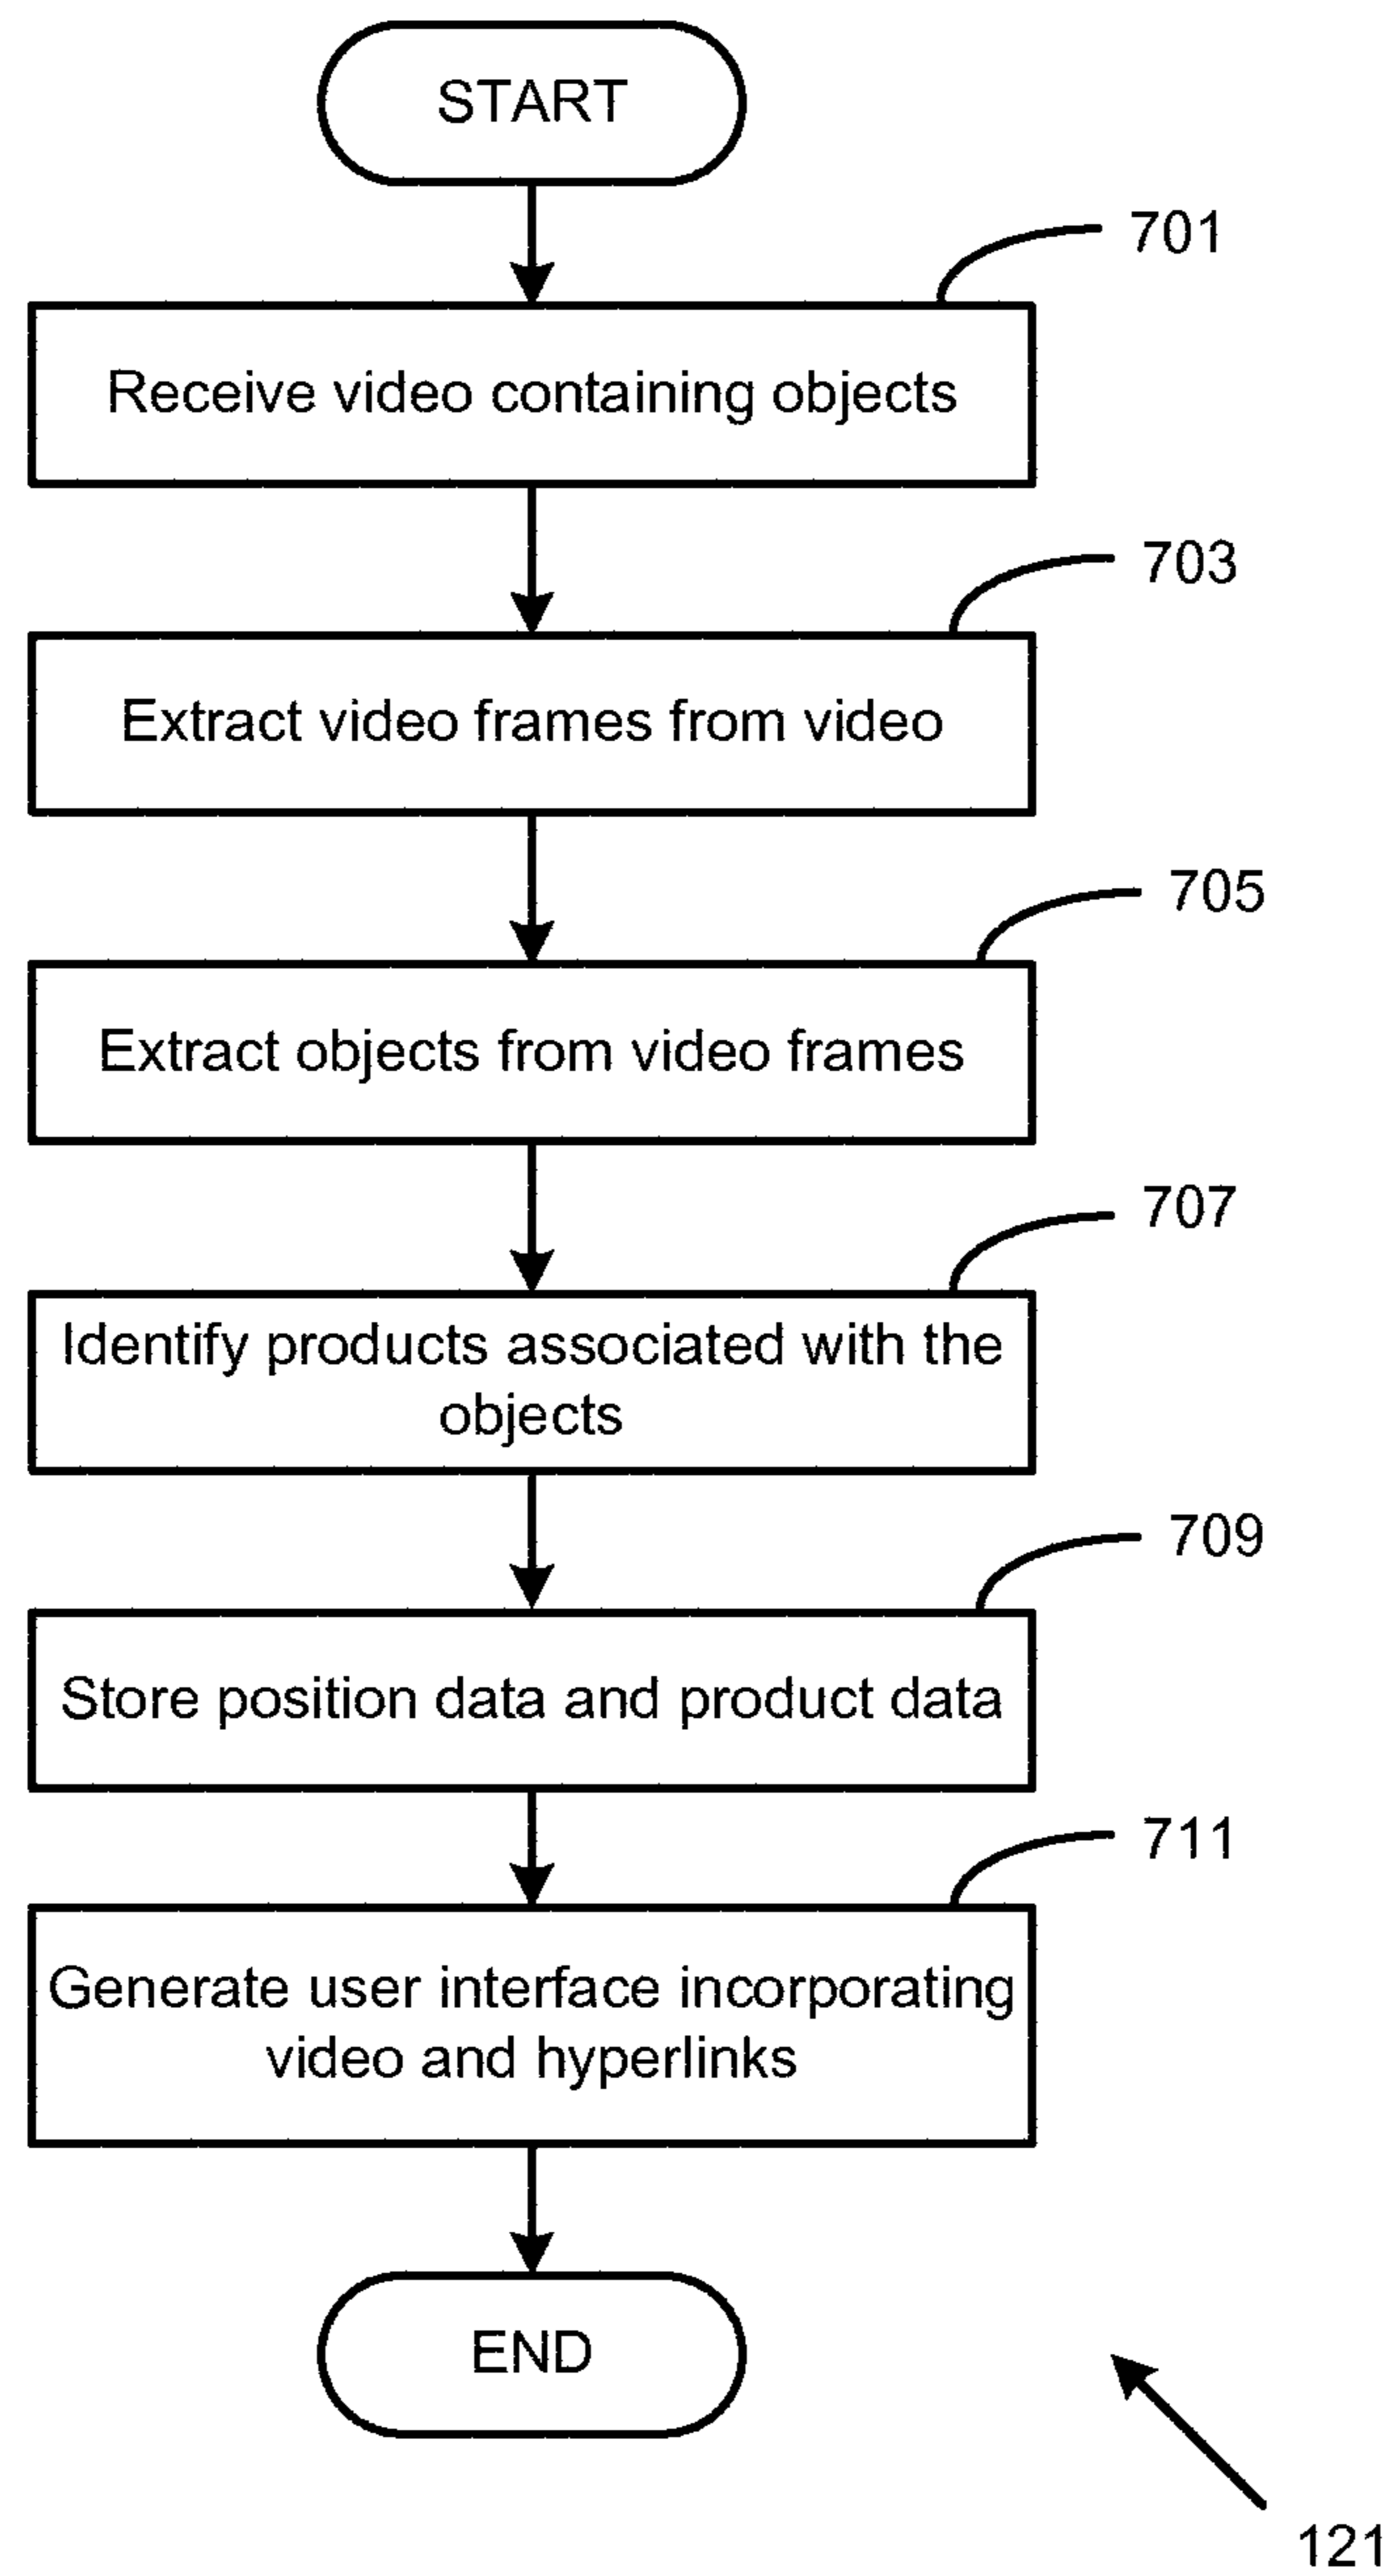 START
701
Receive video containing objects
703
Extract video frames from video
705
Extract objects from video frames
707
Identify products associated with the
objects
709
Store position data and product data
711
Generate user interface incorporating
video and hyperlinks
END
121